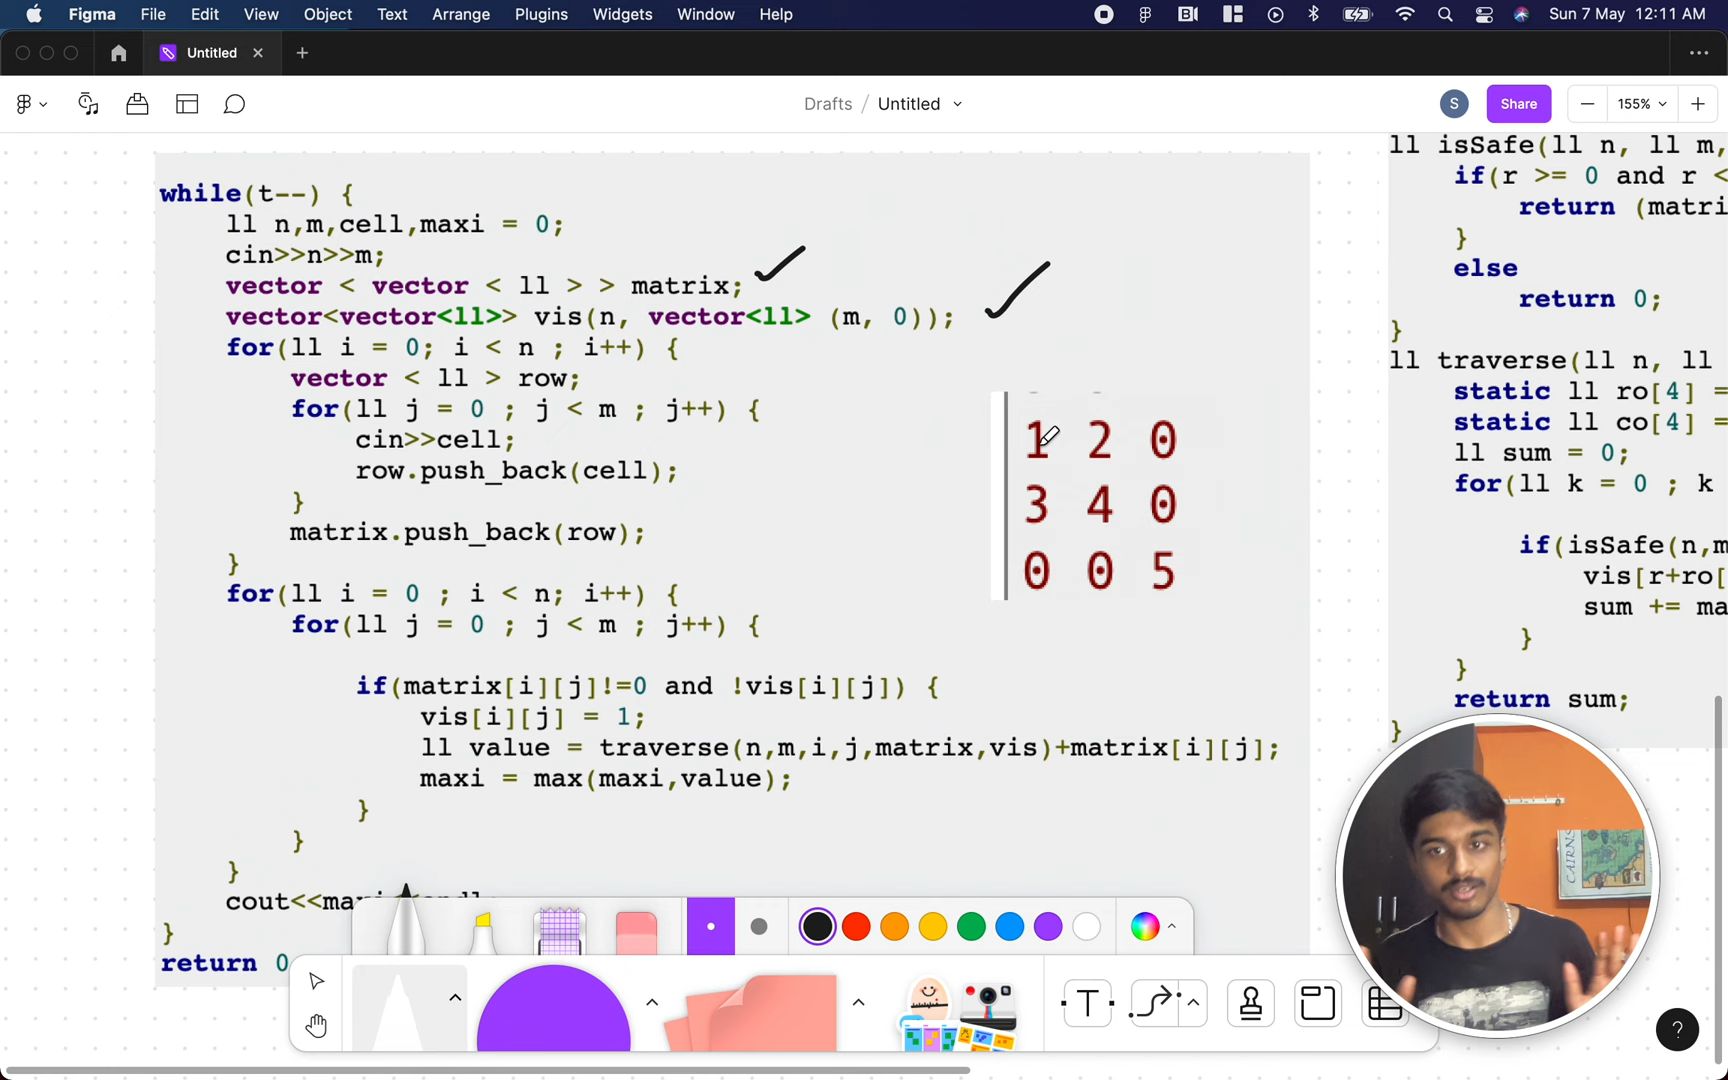 Figma File Edit View Object Text Arrange Plugins Widgets Window Help Sun 7 May 12:11 AM
Untitled
Drafts / Untitled S Share 155%
while(t--) {
ll n,m,cell,maxi = 0;
cin>>n>>m;
vector < vector < ll > > matrix;
vector<vector<ll>> vis(n, vector<ll> (m, 0));
for(ll i = 0; i < n ; i++) {
vector < ll > row;
for(ll j = 0 ; j < m ; j++) {
cin>>cell;
row.push_back(cell);
}
matrix.push_back(row);
}
for(ll i = 0 ; i < n; i++) {
for(ll j = 0 ; j < m ; j++) {
if(matrix[i][j]!=0 and !vis[i][j]) {
vis[i][j] = 1;
ll value = traverse(n,m,i,j,matrix,vis)+matrix[i][j];
maxi = max(maxi,value);
}
}
}
}
return 0
1 2 0
3 4 0
0 0 5
ll isSafe(ll n, ll m,
if(r >= 0 and r <
return (matri
}
else
return 0;
}
ll traverse(ll n, ll
static ll ro[4] =
static ll co[4] =
ll sum = 0;
for(ll k = 0 ; k
if(isSafe(n,m
vis[r+ro[
sum += ma
}
}
return sum;
}
CAIRNS
T
?